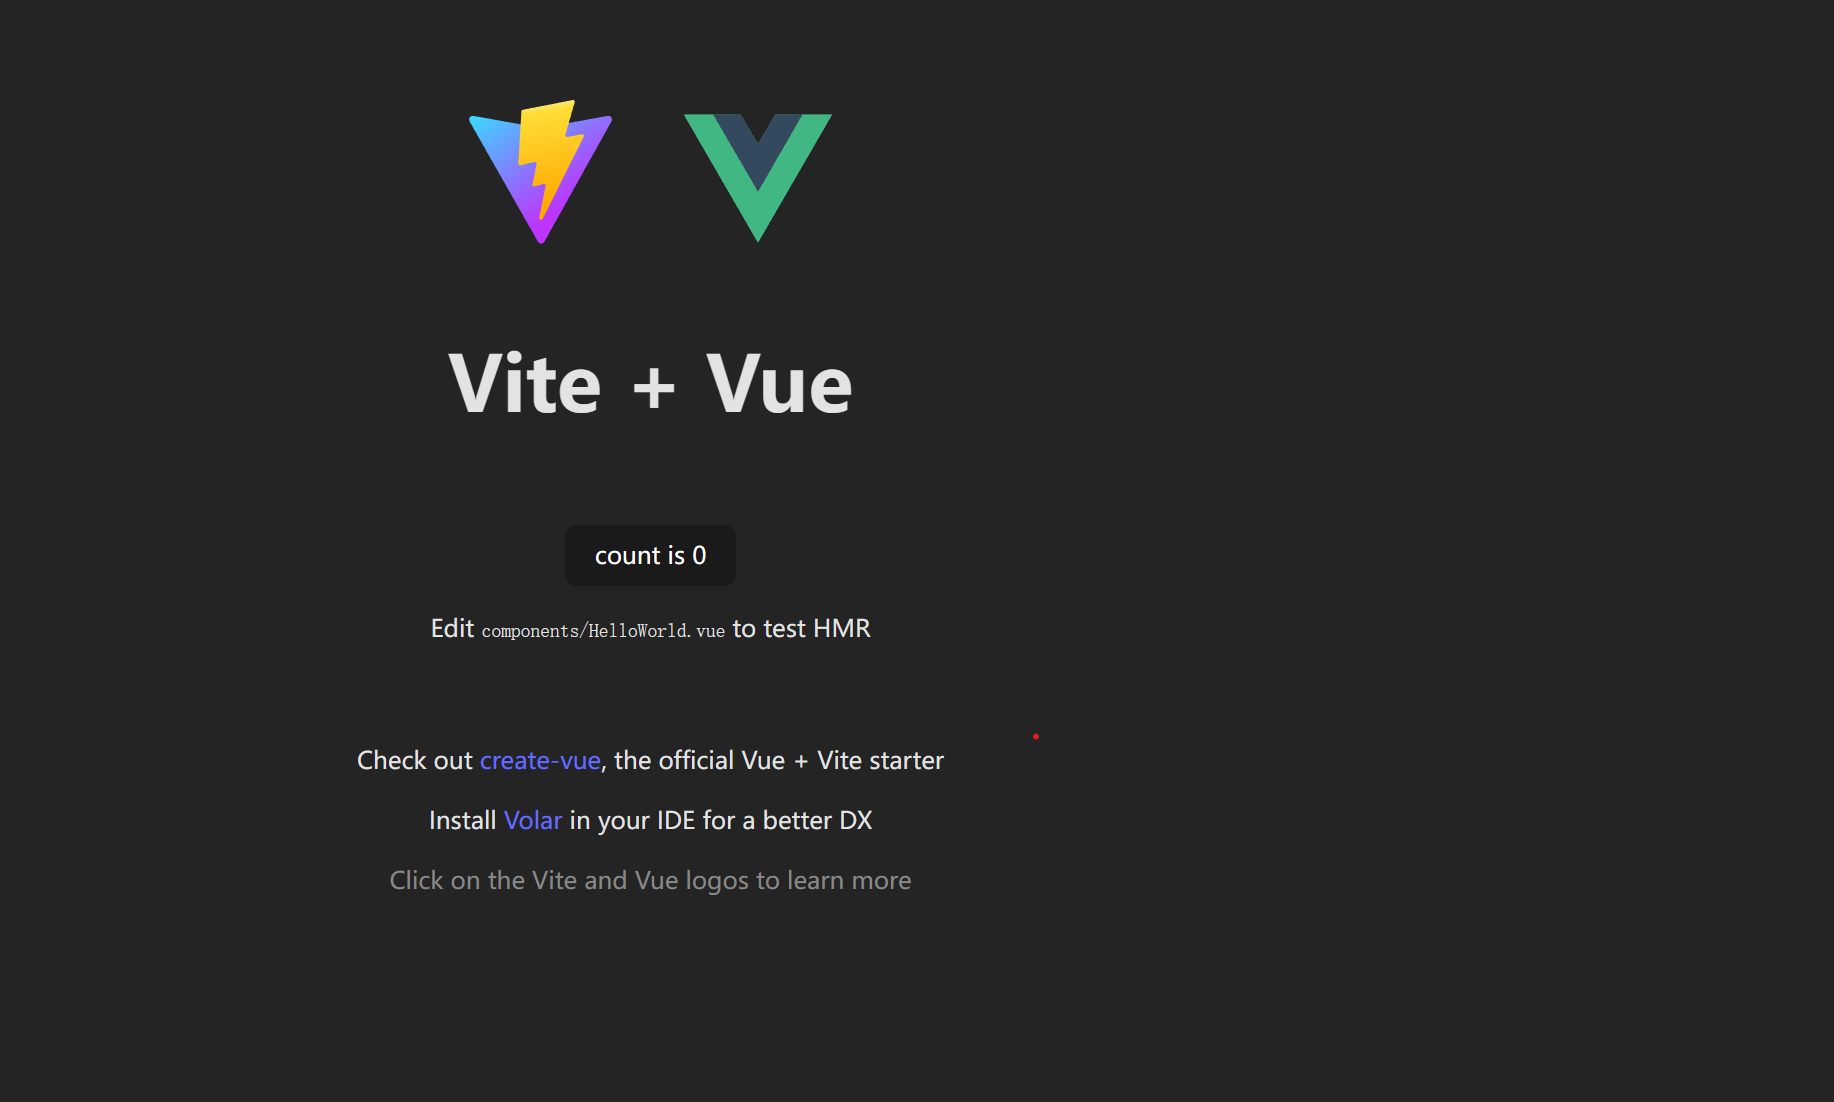 Vite + Vue
count is 0
Edit components/HelloWorld.vue to test HMR
Check out create-vue, the official Vue + Vite starter
Install Volar in your IDE for a better DX
Click on the Vite and Vue logos to learn more